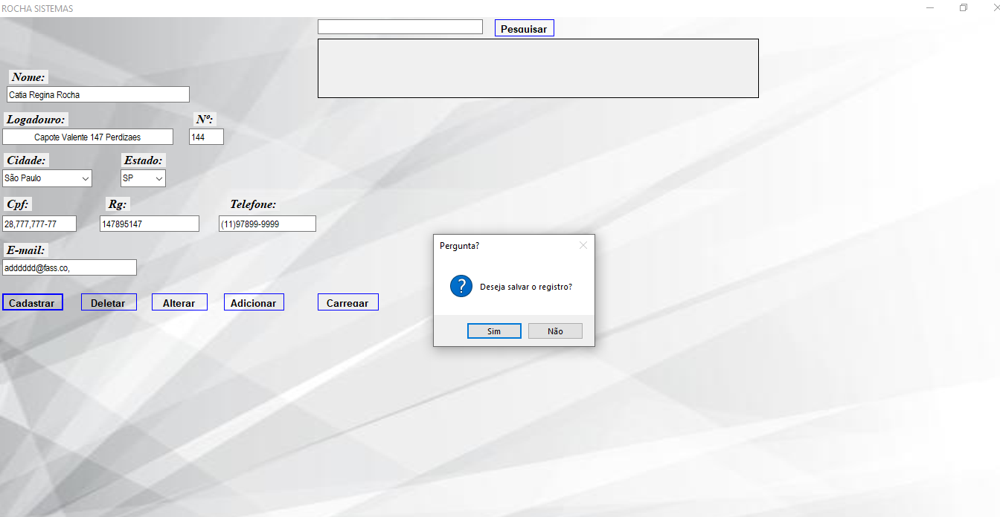 ROCHA SISTEMAS
Pesquisar
Nome:
Catia Regina Rocha
Logadouro: Nº:
Capote Valente 147 Perdizaes 144
Cidade: Estado:
São Paulo SP
Cpf: Rg: Telefone:
28,777,777-77 147895147 (11)97899-9999
E-mail:
adddddd@fass.co,
Cadastrar Deletar Alterar Adicionar Carregar
Pergunta?
? Deseja salvar o registro?
Sim Não